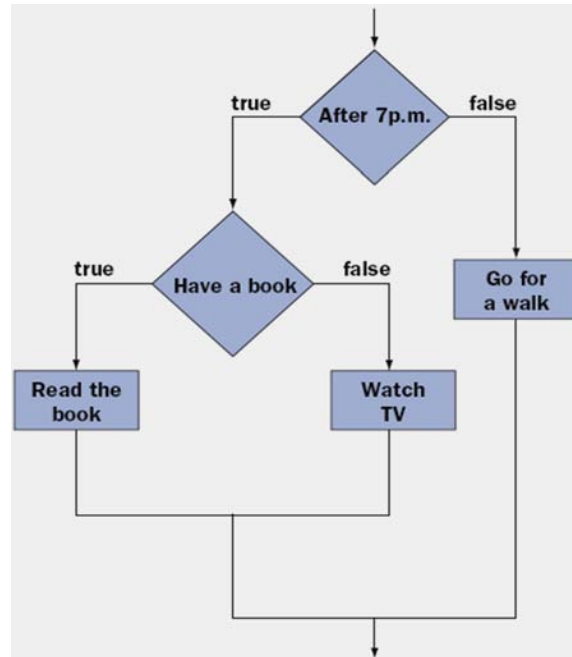 After 7p.m.
true
false
Have a book
true
false
Go for
a walk
Read the
book
Watch
TV